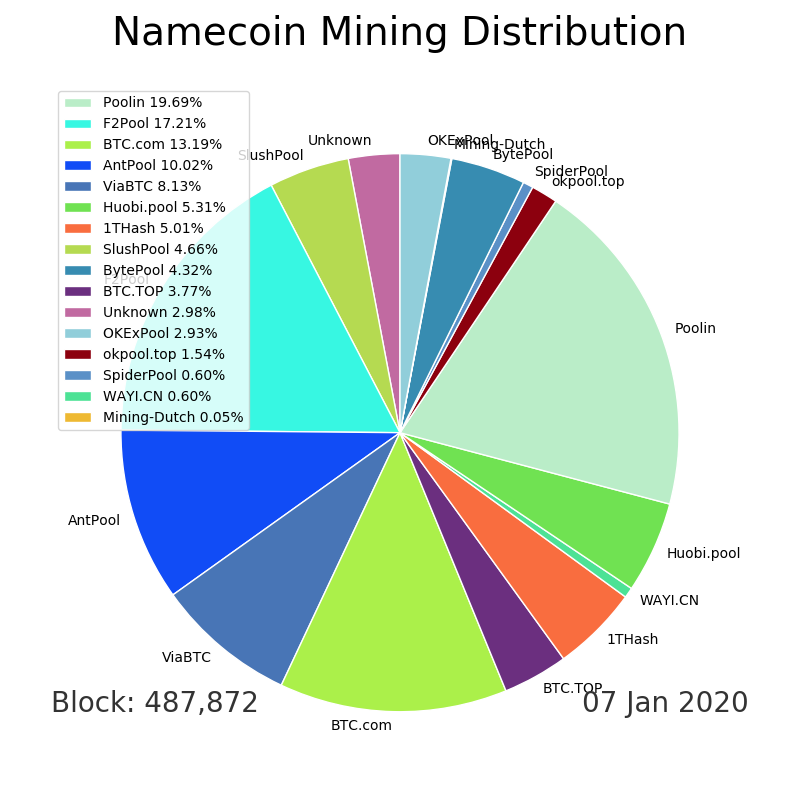 Namecoin Mining Distribution
Poolin 19.69%
F2Pool 17.21%
BTC.com 13.19%
AntPool 10.02%
ViaBTC 8.13%
Huobi.pool 5.31%
1THash 5.01%
SlushPool 4.66%
BytePool 4.32%
BTC.TOP 3.77%
Unknown 2.98%
OKExPool 2.93%
okpool.top 1.54%
SpiderPool 0.60%
WAYI.CN 0.60%
Mining-Dutch 0.05%
Unknown
OKExPool
Mining-Dutch
BytePool
SlushPool
SpiderPool
okpool.top
F2Pool
Poolin
AntPool
Huobi.pool
WAYI.CN
1THash
ViaBTC
BTC.TOP
BTC.com
Block: 487,872
07 Jan 2020